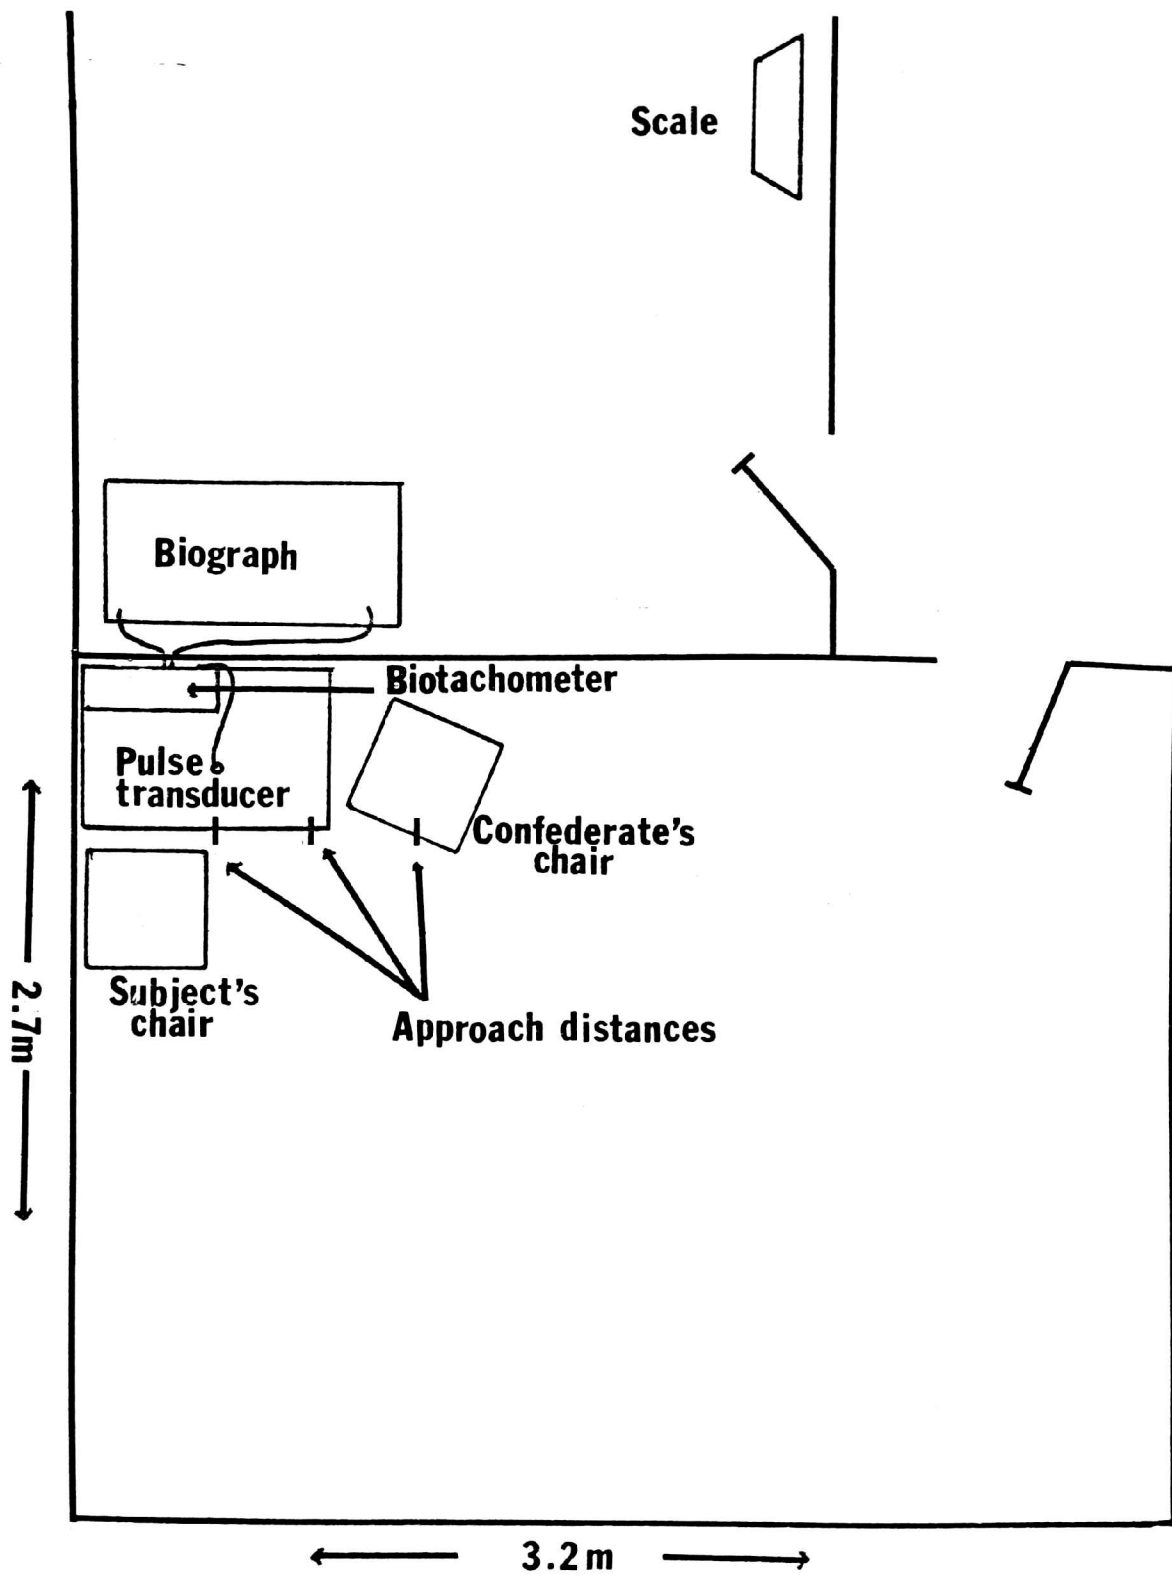 Scale
Biograph
Biotachometer
Pulse
transducer
Confederate's
chair
Subject's
chair
Approach distances
2.7m
3.2m